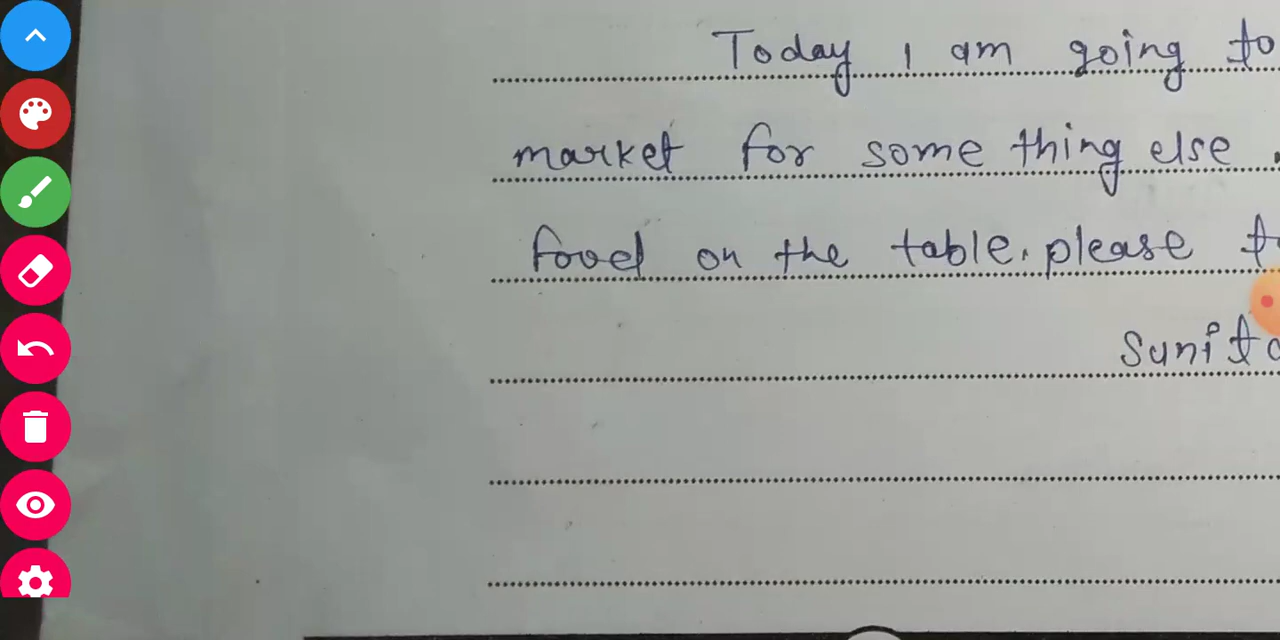 Today I am going to
market for some thing else
food on the table. please